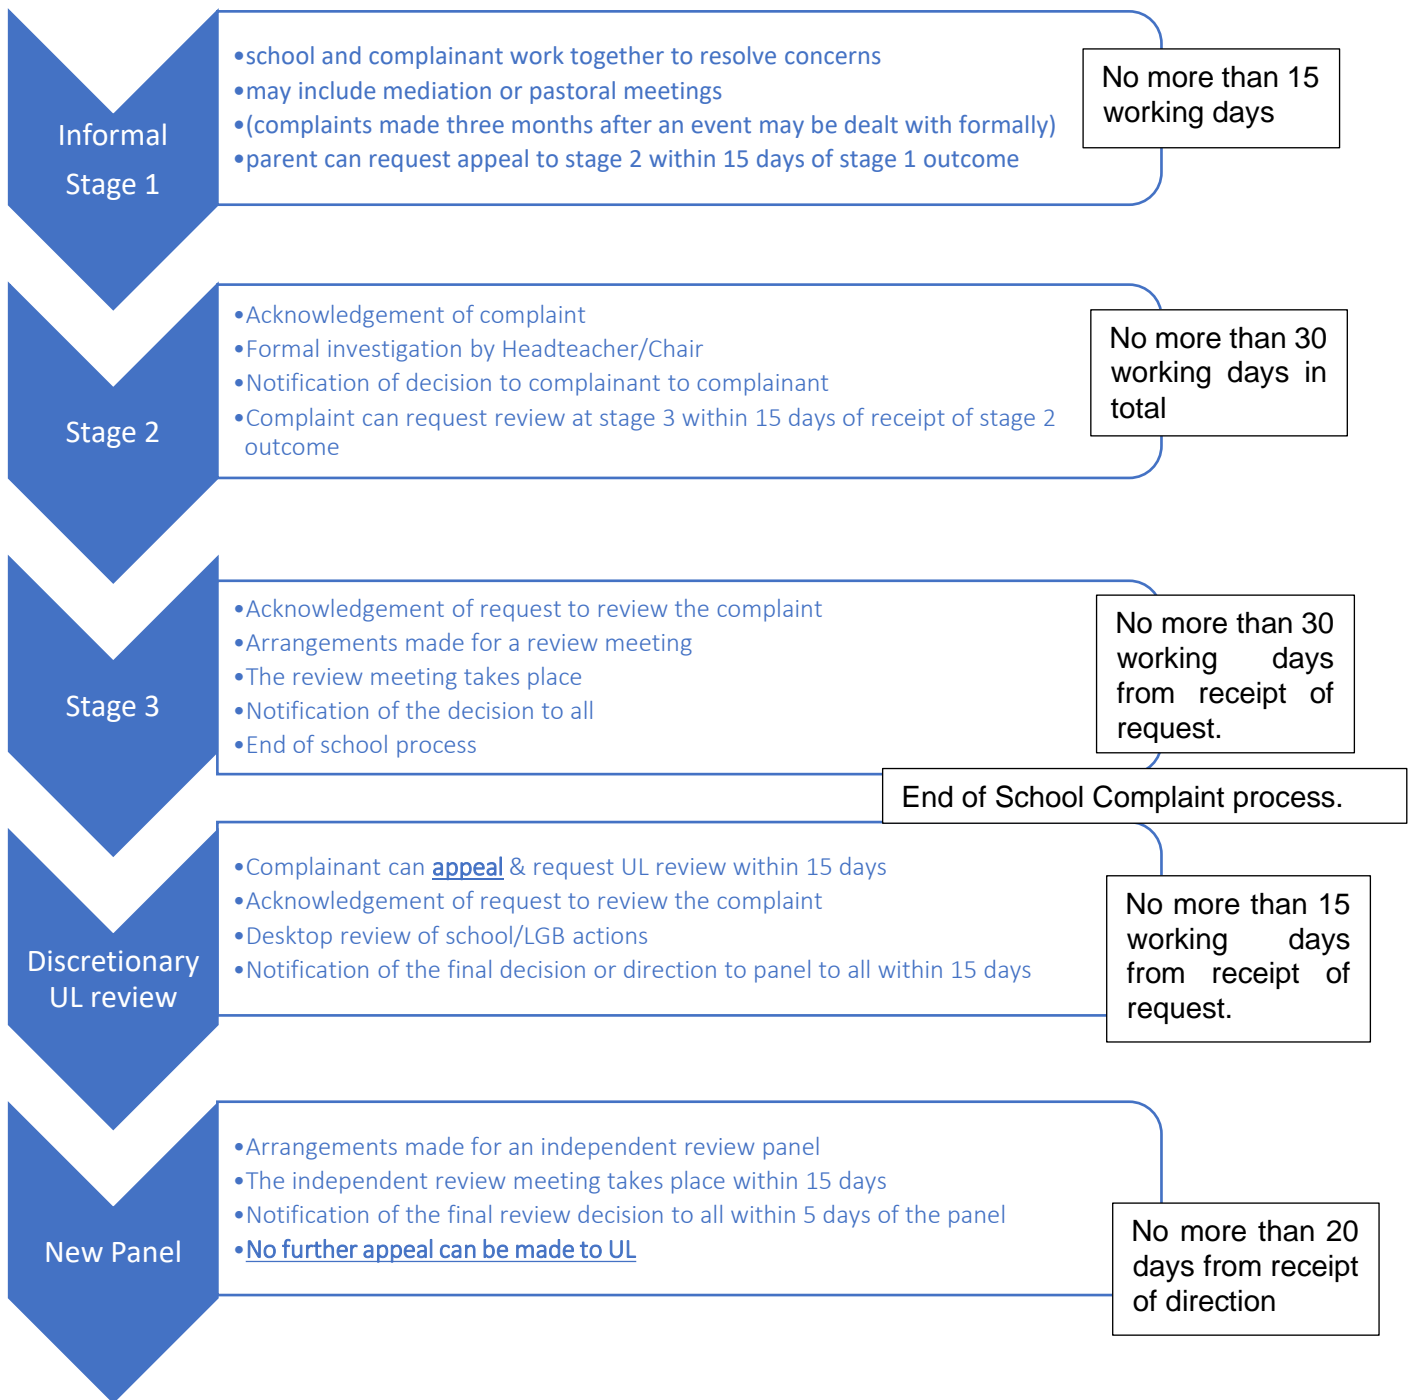 Informal
Stage 1
•school and complainant work together to resolve concerns
•may include mediation or pastoral meetings
•(complaints made three months after an event may be dealt with formally)
•parent can request appeal to stage 2 within 15 days of stage 1 outcome
No more than 15
working days
Stage 2
•Acknowledgement of complaint
•Formal investigation by Headteacher/Chair
•Notification of decision to complainant to complainant
•Complaint can request review at stage 3 within 15 days of receipt of stage 2
outcome
No more than 30
working days in
total
Stage 3
•Acknowledgement of request to review the complaint
•Arrangements made for a review meeting
•The review meeting takes place
•Notification of the decision to all
•End of school process
No more than 30
working days
from receipt of
request.
End of School Complaint process.
Discretionary
UL review
•Complainant can appeal & request UL review within 15 days
•Acknowledgement of request to review the complaint
•Desktop review of school/LGB actions
•Notification of the final decision or direction to panel to all within 15 days
No more than 15
working days
from receipt of
request.
New Panel
•Arrangements made for an independent review panel
•The independent review meeting takes place within 15 days
•Notification of the final review decision to all within 5 days of the panel
•No further appeal can be made to UL
No more than 20
days from receipt
of direction